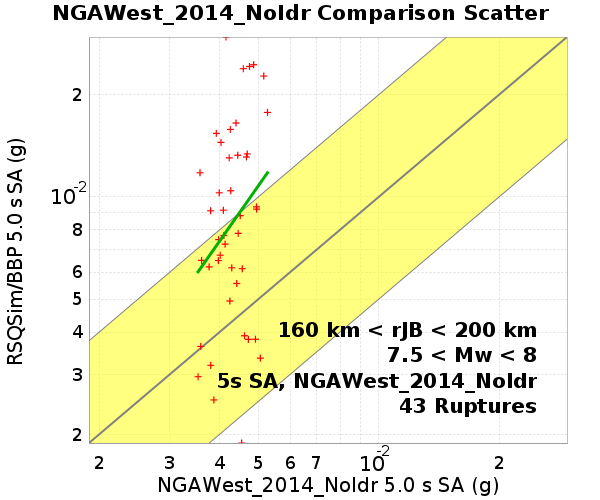 NGAWest_2014_NoIdr Comparison Scatter
RSQSim/BBP 5.0 s SA (g)
2
10-2
8
6
5
4
3
2
160 km < rJB < 200 km
7.5 < Mw < 8
5s SA, NGAWest_2014_NoIdr
43 Ruptures
2 3 4 5 6 7 10-2 2
NGAWest_2014_NoIdr 5.0 s SA (g)